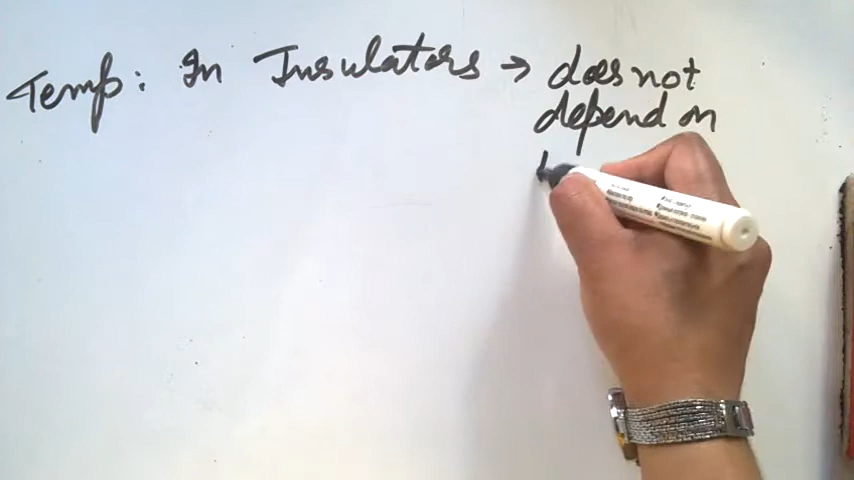 Temp: In Insulators → does not
depend on